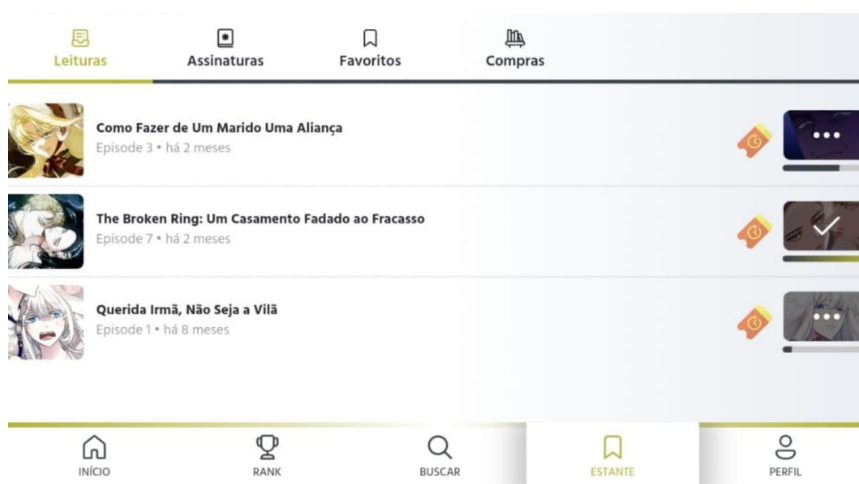 Leituras
Assinaturas
Favoritos
Compras
Como Fazer de Um Marido Uma Aliança
Episode 3 • há 2 meses
The Broken Ring: Um Casamento Fadado ao Fracasso
Episode 7 • há 2 meses
Querida Irmã, Não Seja a Vilã
Episode 1 • há 8 meses
INÍCIO
RANK
BUSCAR
ESTANTE
PERFIL